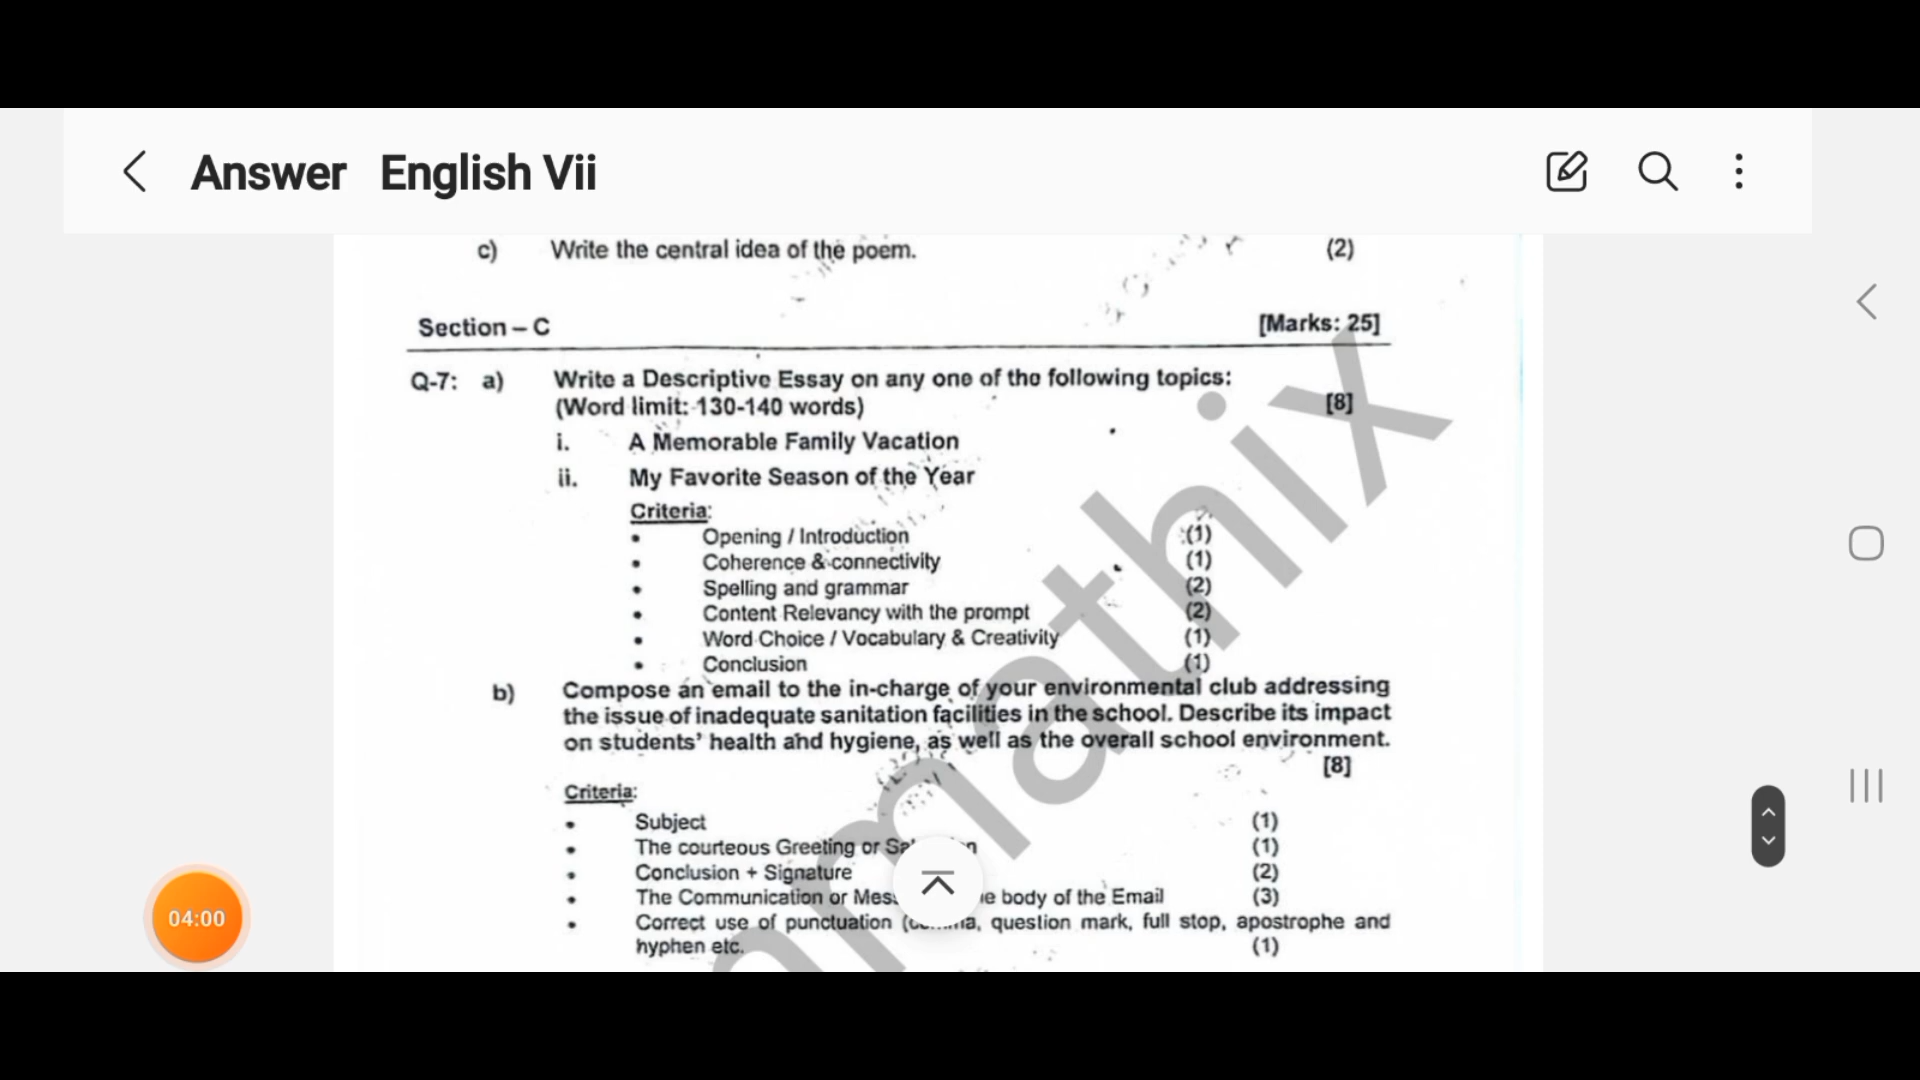 Answer English Vii
c) Write the central idea of the poem. (2)
Section – C [Marks: 25]
Q-7: a) Write a Descriptive Essay on any one of the following topics:
(Word limit: 130-140 words) [8]
i. A Memorable Family Vacation
ii. My Favorite Season of the Year
Criteria:
• Opening / Introduction (1)
• Coherence & connectivity (1)
• Spelling and grammar (2)
• Content Relevancy with the prompt (2)
• Word Choice / Vocabulary & Creativity (1)
• Conclusion (1)
b) Compose an email to the in-charge of your environmental club addressing
the issue of inadequate sanitation facilities in the school. Describe its impact
on students' health and hygiene, as well as the overall school environment.
[8]
Criteria:
• Subject (1)
• The courteous Greeting or (1)
• Conclusion + Signature (2)
• The Communication or body of the Email (3)
• Correct use of punctuation question mark, full stop, apostrophe and
hyphen etc. (1)
04:00
mathix